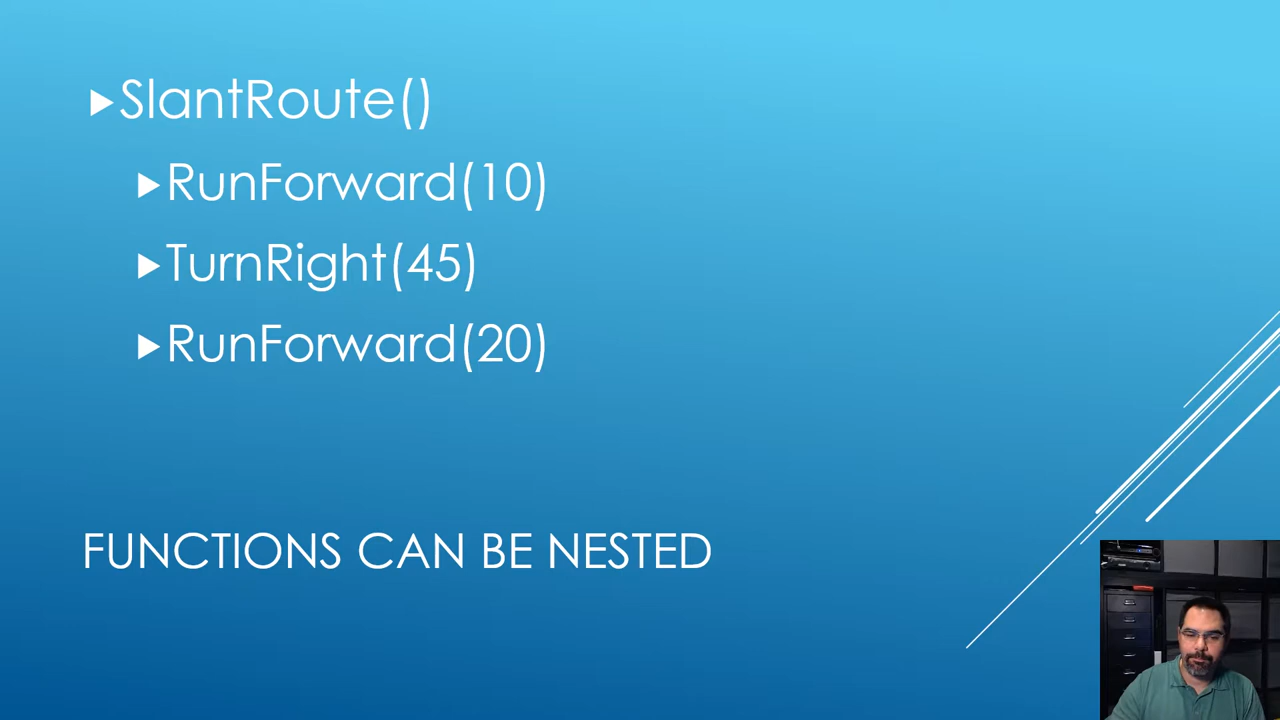 SlantRoute()
RunForward(10)
TurnRight(45)
RunForward(20)
FUNCTIONS CAN BE NESTED